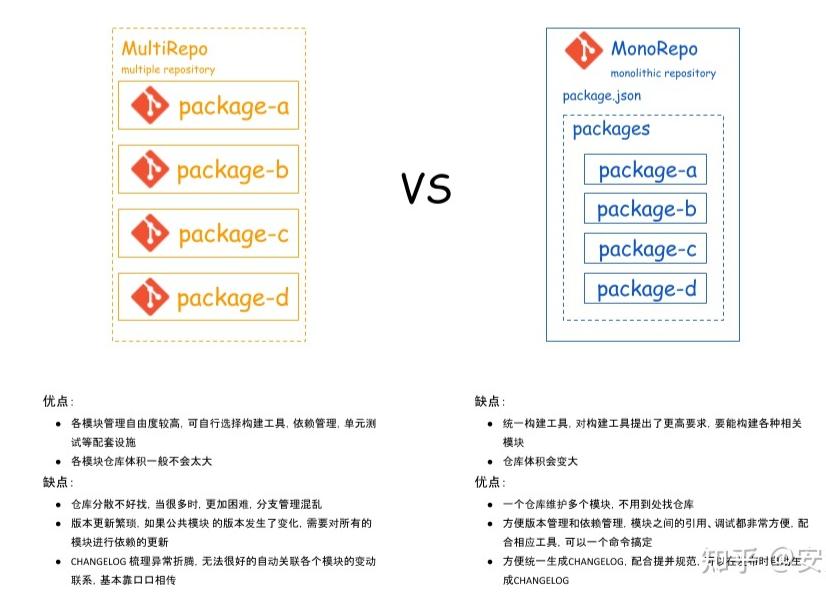 MultiRepo
multiple repository
package-a
package-b
package-c
package-d
VS
MonoRepo
monolithic repository
package.json
packages
package-a
package-b
package-c
package-d
优点:
• 各模块管理自由度较高, 可自行选择构建工具, 依赖管理, 单元测
试等配套设施
• 各模块仓库体积一般不会太大
缺点:
• 仓库分散不好找, 当很多时, 更加困难, 分支管理混乱
• 版本更新繁琐, 如果公共模块 的版本发生了变化, 需要对所有的
模块进行依赖的更新
• CHANGELOG 梳理异常折腾, 无法很好的自动关联各个模块的变动
联系, 基本靠口口相传
缺点:
• 统一构建工具, 对构建工具提出了更高要求, 要能构建各种相关
模块
• 仓库体积会变大
优点:
• 一个仓库维护多个模块, 不用到处找仓库
• 方便版本管理和依赖管理, 模块之间的引用、调试都非常方便, 配
合相应工具, 可以一个命令搞定
• 方便统一生成CHANGELOG, 配合提并规范, 可以在发布时自动生
成CHANGELOG
知乎 @安